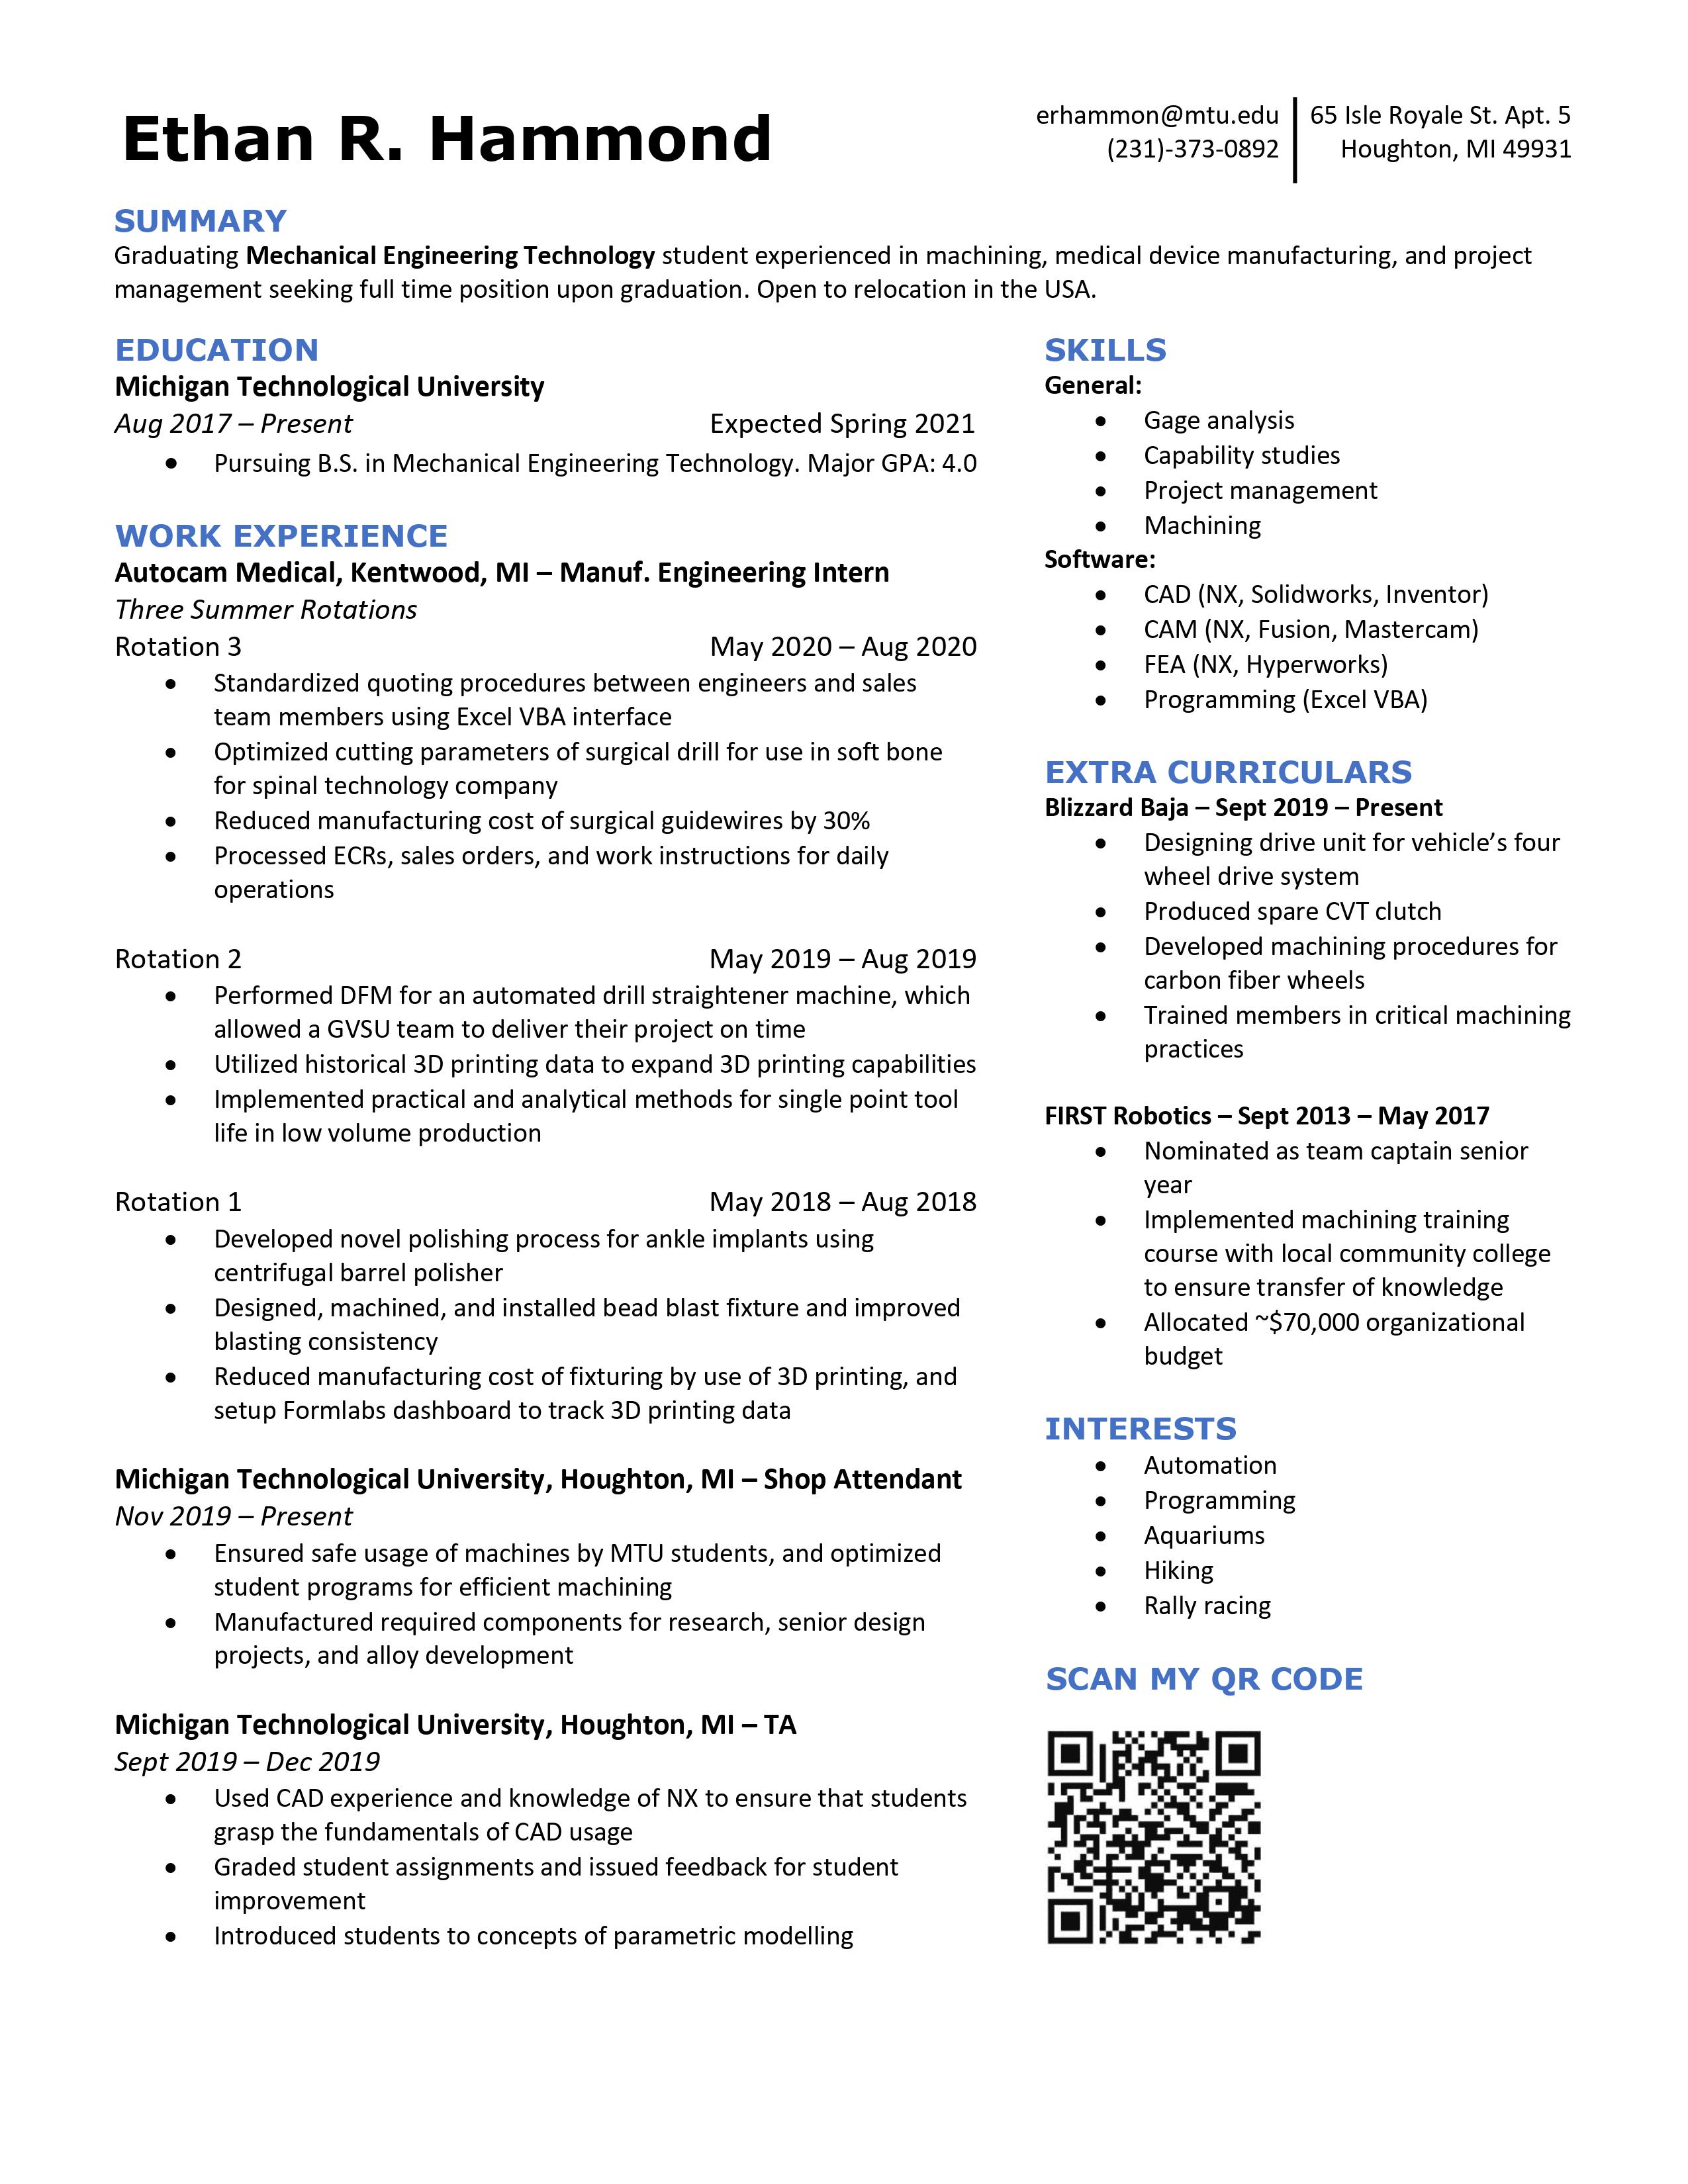 Ethan R. Hammond
erhammon@mtu.edu
(231)-373-0892
65 Isle Royale St. Apt. 5
Houghton, MI 49931
SUMMARY
Graduating Mechanical Engineering Technology student experienced in machining, medical device manufacturing, and project
management seeking full time position upon graduation. Open to relocation in the USA.
EDUCATION
Michigan Technological University
Aug 2017 – Present Expected Spring 2021
• Pursuing B.S. in Mechanical Engineering Technology. Major GPA: 4.0
WORK EXPERIENCE
Autocam Medical, Kentwood, MI – Manuf. Engineering Intern
Three Summer Rotations
Rotation 3 May 2020 – Aug 2020
• Standardized quoting procedures between engineers and sales
team members using Excel VBA interface
• Optimized cutting parameters of surgical drill for use in soft bone
for spinal technology company
• Reduced manufacturing cost of surgical guidewires by 30%
• Processed ECRs, sales orders, and work instructions for daily
operations
Rotation 2 May 2019 – Aug 2019
• Performed DFM for an automated drill straightener machine, which
allowed a GVSU team to deliver their project on time
• Utilized historical 3D printing data to expand 3D printing capabilities
• Implemented practical and analytical methods for single point tool
life in low volume production
Rotation 1 May 2018 – Aug 2018
• Developed novel polishing process for ankle implants using
centrifugal barrel polisher
• Designed, machined, and installed bead blast fixture and improved
blasting consistency
• Reduced manufacturing cost of fixturing by use of 3D printing, and
setup Formlabs dashboard to track 3D printing data
Michigan Technological University, Houghton, MI – Shop Attendant
Nov 2019 – Present
• Ensured safe usage of machines by MTU students, and optimized
student programs for efficient machining
• Manufactured required components for research, senior design
projects, and alloy development
Michigan Technological University, Houghton, MI – TA
Sept 2019 – Dec 2019
• Used CAD experience and knowledge of NX to ensure that students
grasp the fundamentals of CAD usage
• Graded student assignments and issued feedback for student
improvement
• Introduced students to concepts of parametric modelling
SKILLS
General:
• Gage analysis
• Capability studies
• Project management
• Machining
Software:
• CAD (NX, Solidworks, Inventor)
• CAM (NX, Fusion, Mastercam)
• FEA (NX, Hyperworks)
• Programming (Excel VBA)
EXTRA CURRICULARS
Blizzard Baja – Sept 2019 – Present
• Designing drive unit for vehicle’s four
wheel drive system
• Produced spare CVT clutch
• Developed machining procedures for
carbon fiber wheels
• Trained members in critical machining
practices
FIRST Robotics – Sept 2013 – May 2017
• Nominated as team captain senior
year
• Implemented machining training
course with local community college
to ensure transfer of knowledge
• Allocated ~$70,000 organizational
budget
INTERESTS
• Automation
• Programming
• Aquariums
• Hiking
• Rally racing
SCAN MY QR CODE